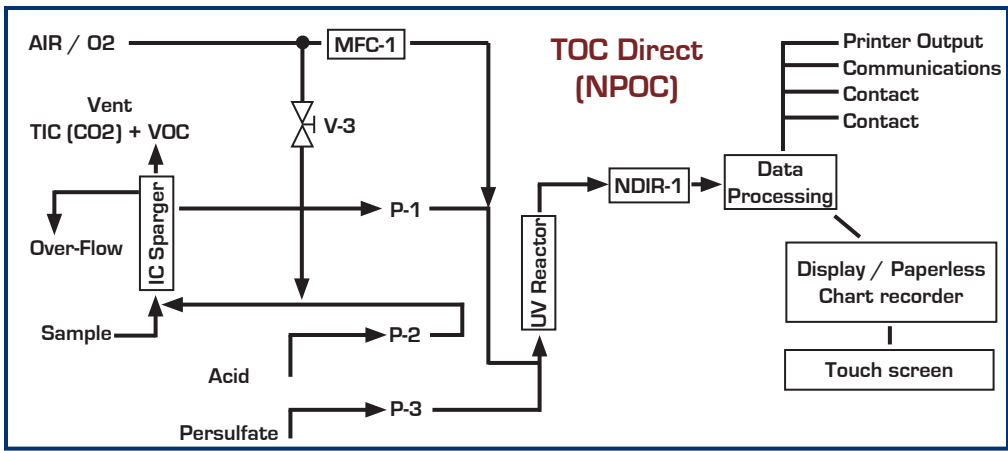 AIR / O2
MFC-1
TOC Direct
(NPOC)
Printer Output
Communications
Contact
Contact
Vent
TIC (CO2) + VOC
V-3
IC Sparger
Over-Flow
P-1
NDIR-1
Data
Processing
UV Reactor
Display / Paperless
Chart recorder
Sample
P-2
Acid
Touch screen
P-3
Persulfate